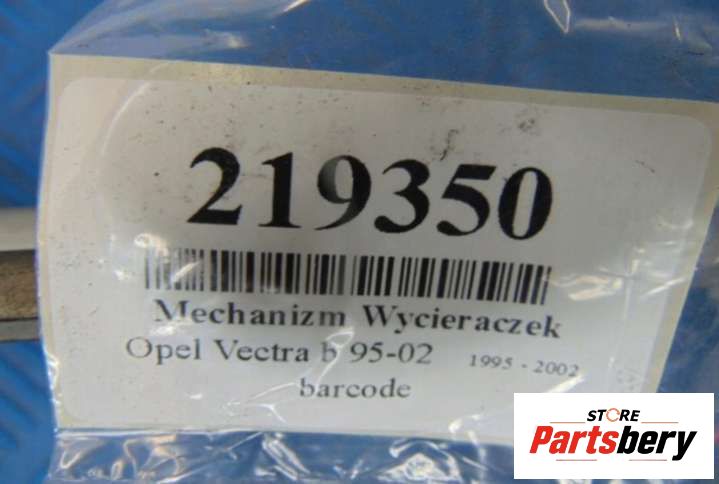 219350
Mechanizm Wycieraczek
Opel Vectra b 95-02 1995 - 2002
barcode
STORE
Partsbery